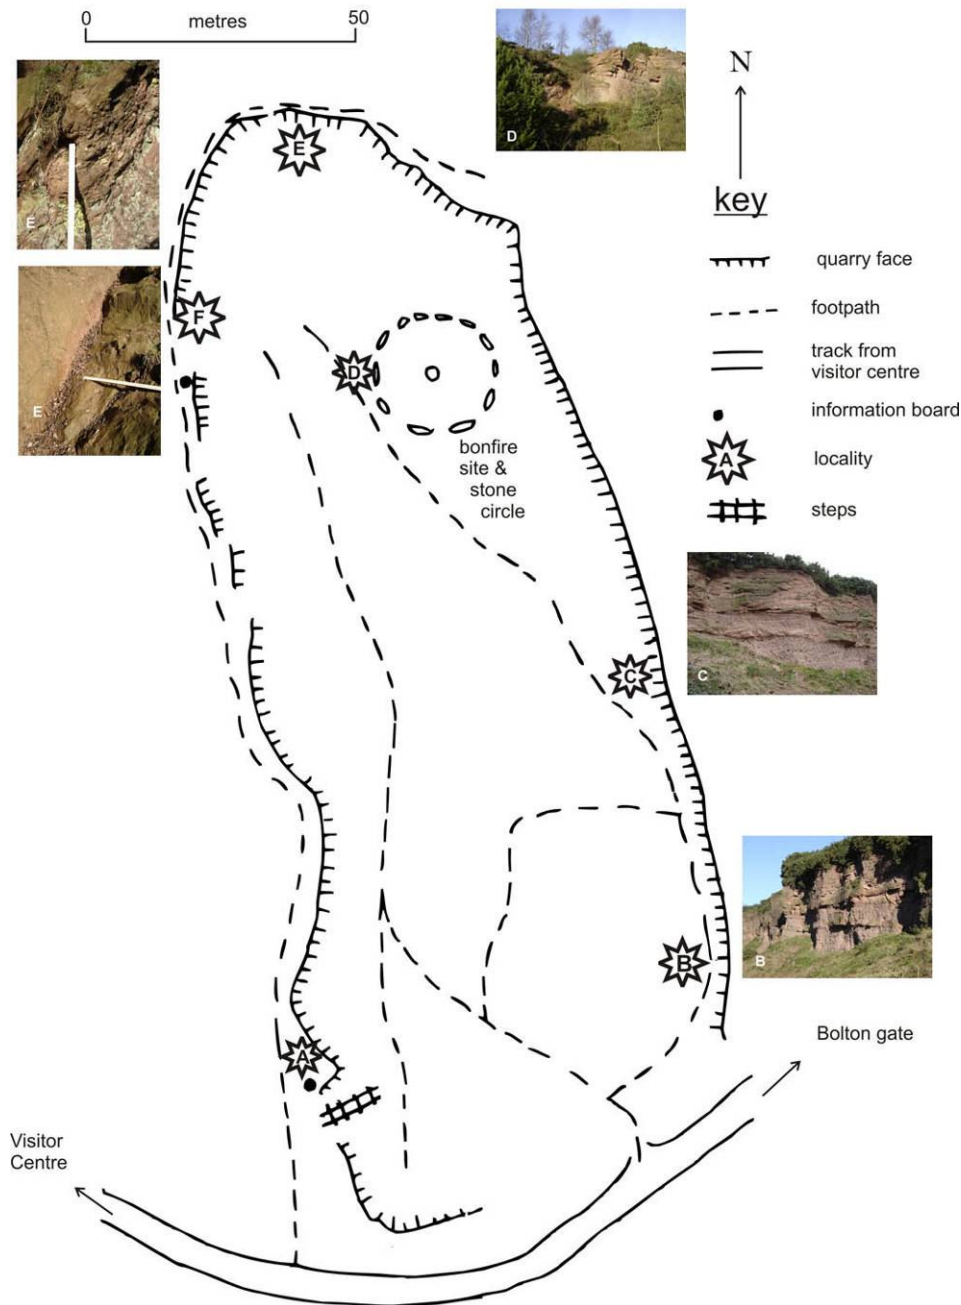 0
metres
50
D
N
key
quarry face
footpath
track from
visitor centre
information board
A
locality
steps
E
E
E
F
D
bonfire
site &
stone
circle
C
C
B
B
A
Bolton gate
Visitor
Centre